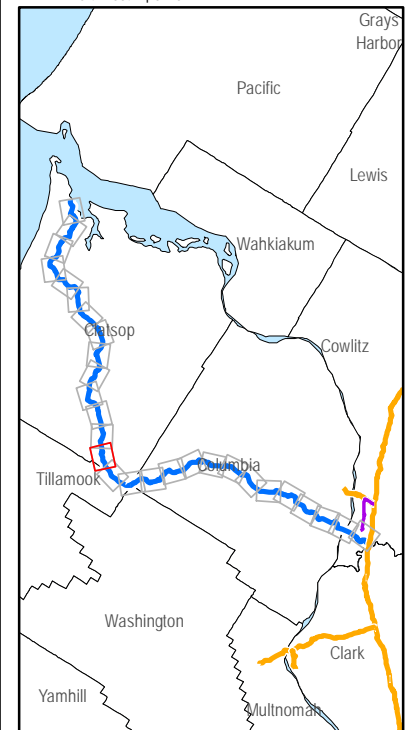 Grays
Harbor
Pacific
Lewis
Wahkiakum
Clatsop
Cowlitz
Columbia
Tillamook
Washington
Clark
Yamhill
Multnomah